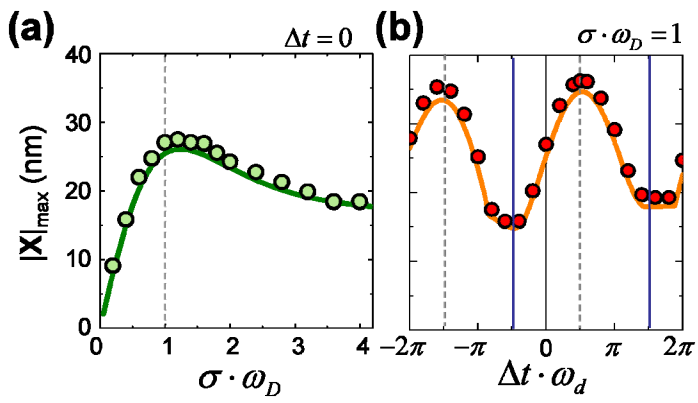 (a)
Δt = 0
(b)
σ · ω_D = 1
|X|_max (nm)
40
30
20
10
0
0 1 2 3 4
σ · ω_D
−2π −π 0 π 2π
Δt · ω_d